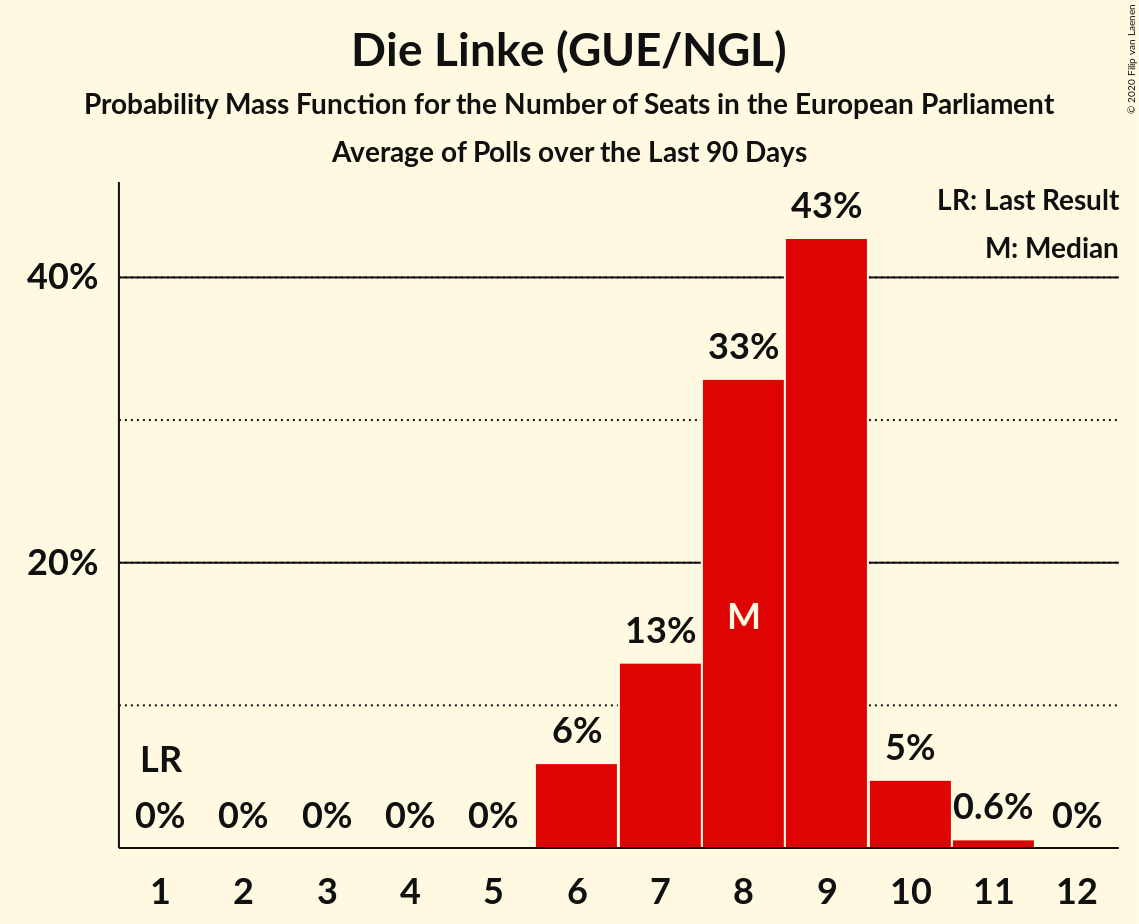 Die Linke (GUE/NGL)
Probability Mass Function for the Number of Seats in the European Parliament
Average of Polls over the Last 90 Days
© 2020 Filip van Laenen
LR: Last Result
M: Median
43%
40%
33%
20%
M
13%
6%
5%
LR
0.6%
0% 0% 0% 0% 0% 0%
1 2 3 4 5 6 7 8 9 10 11 12